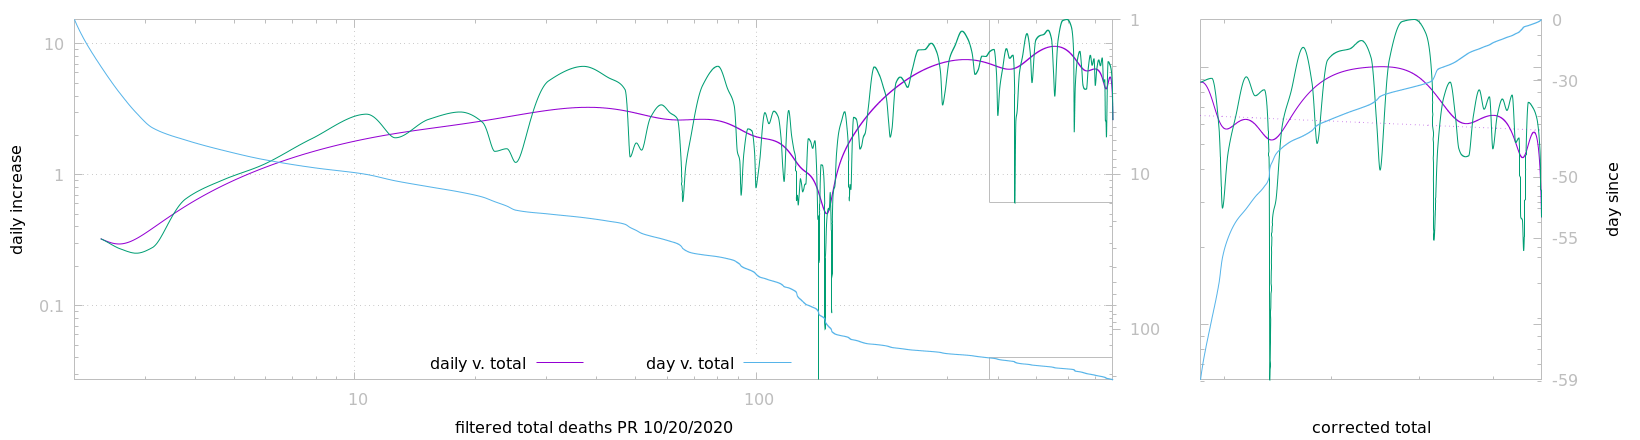 10
1
0.1
daily increase
daily v. total
day v. total
10
100
filtered total deaths PR 10/20/2020
1
10
100
0
-30
-50
-55
-59
day since
corrected total